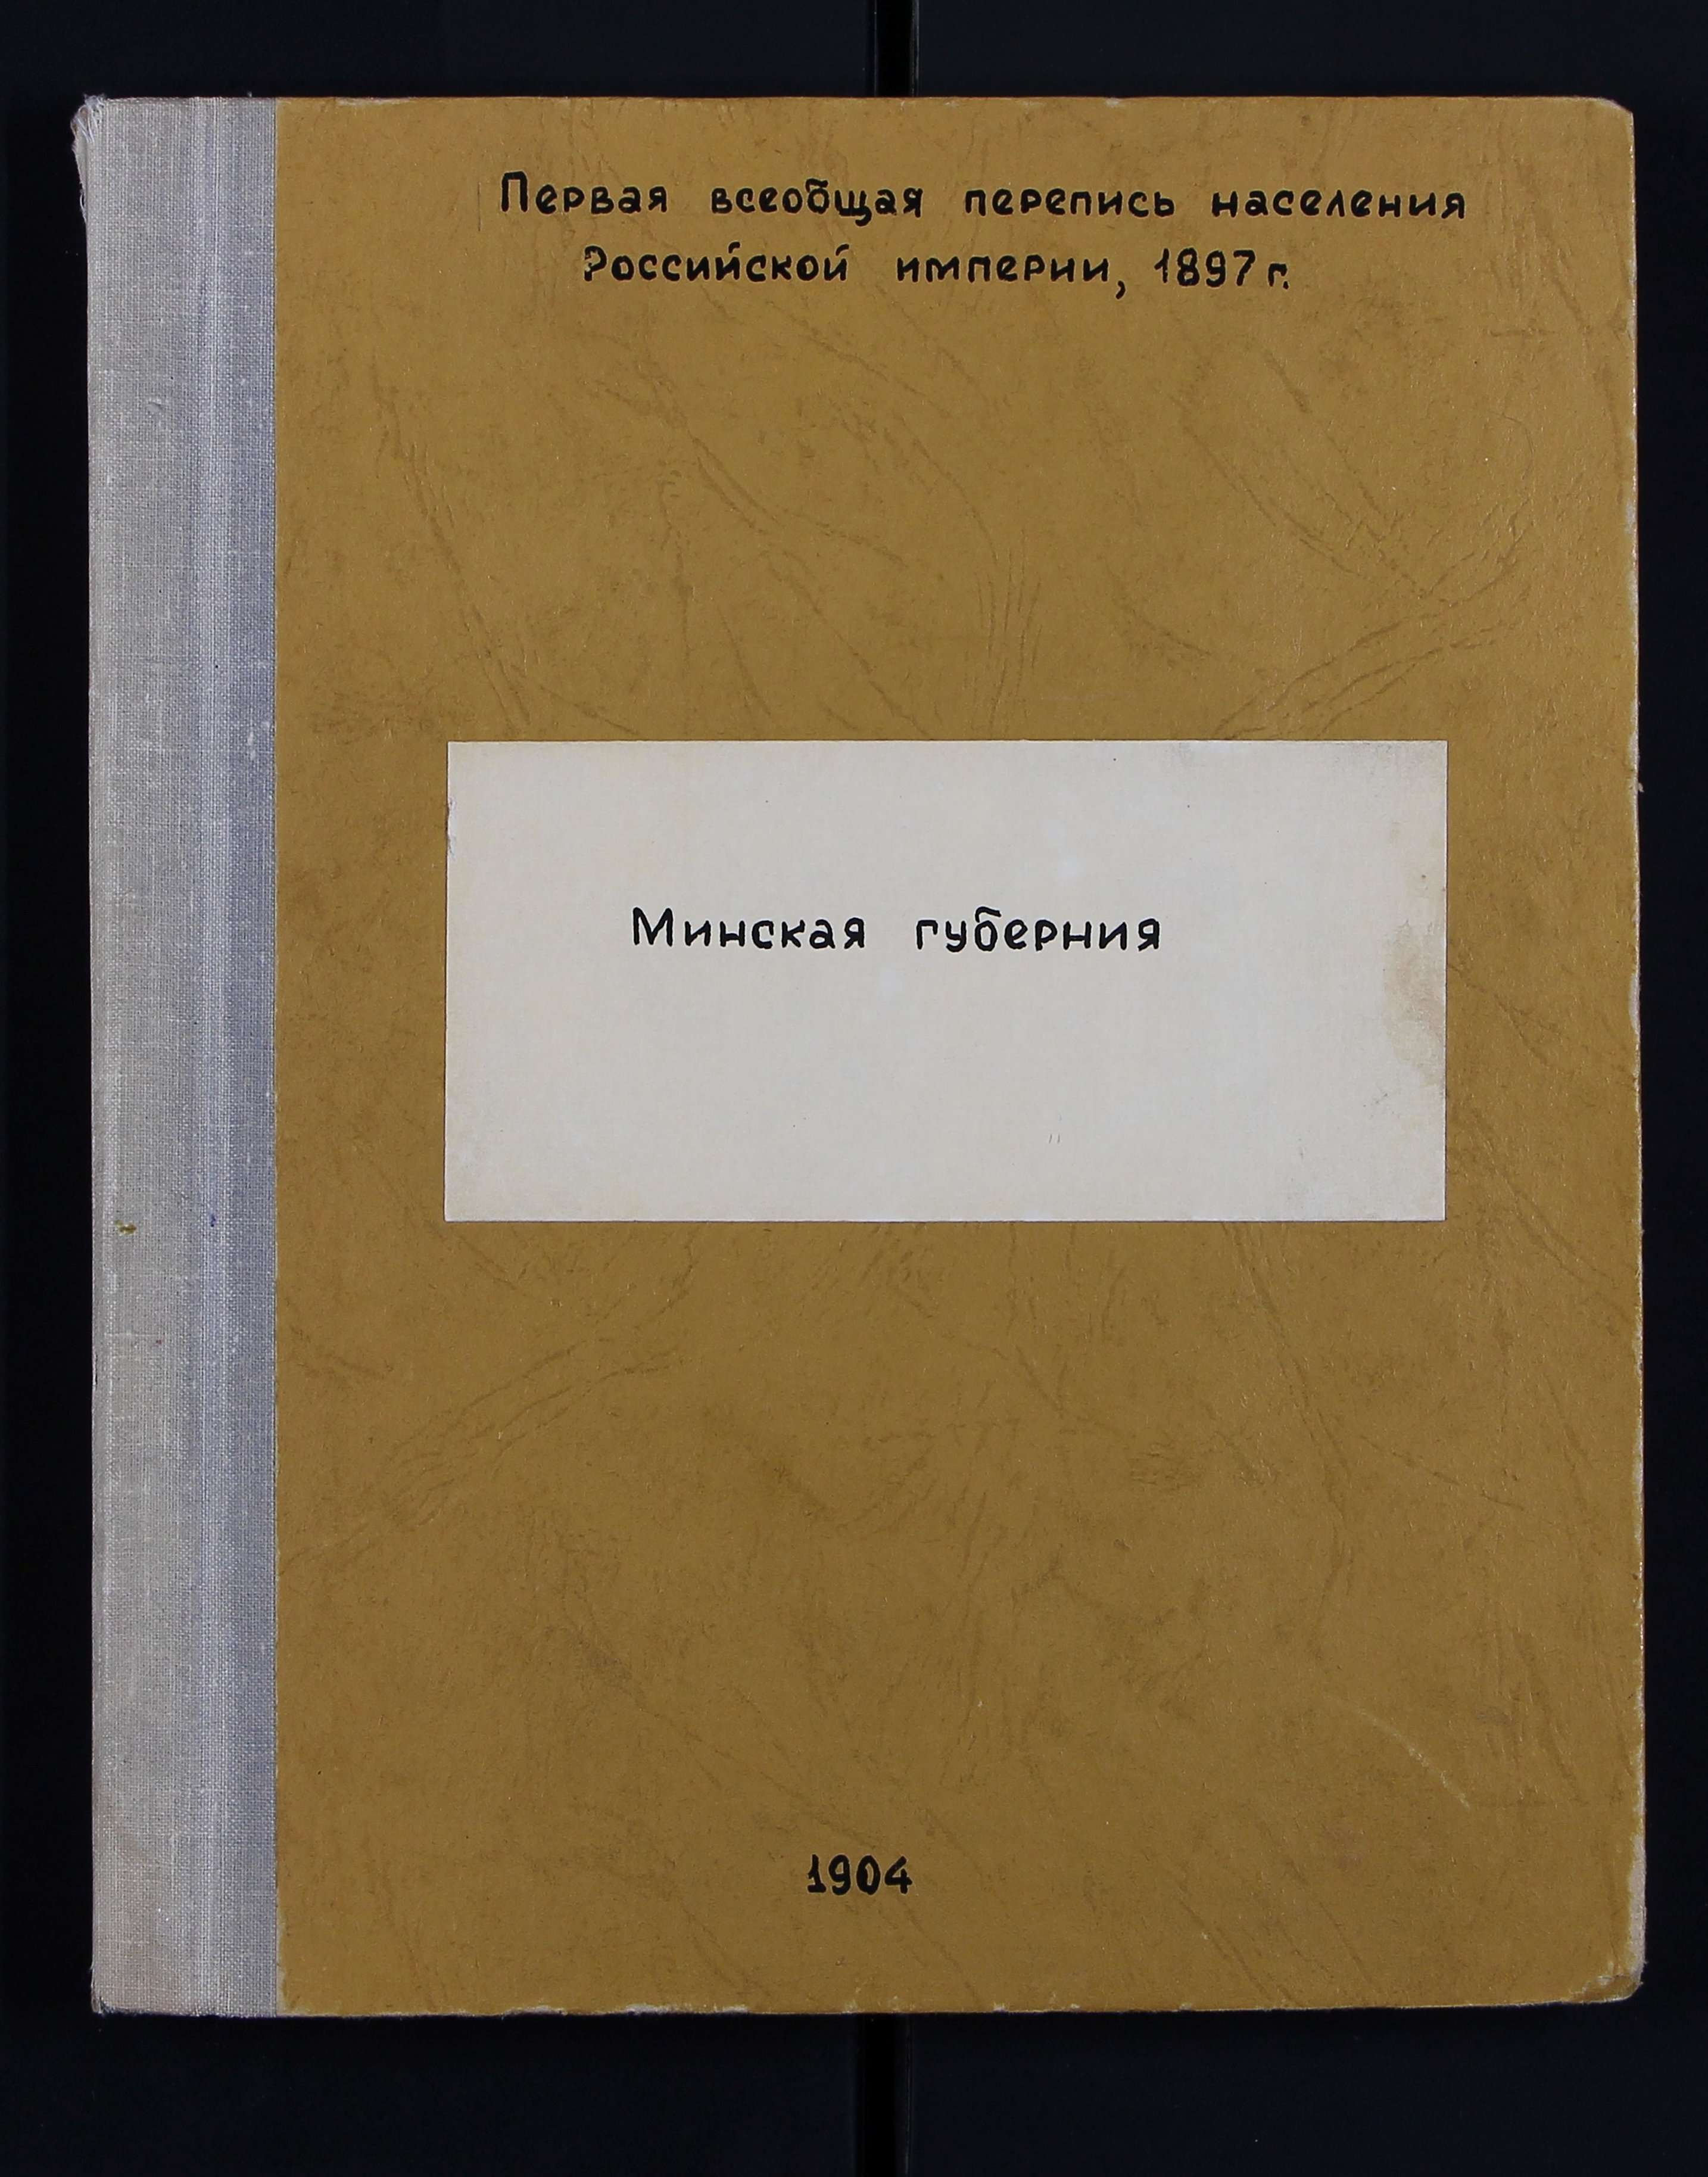 Первая всеобщая перепись населения
Российской империи, 1897 г.
Минская губерния
1904